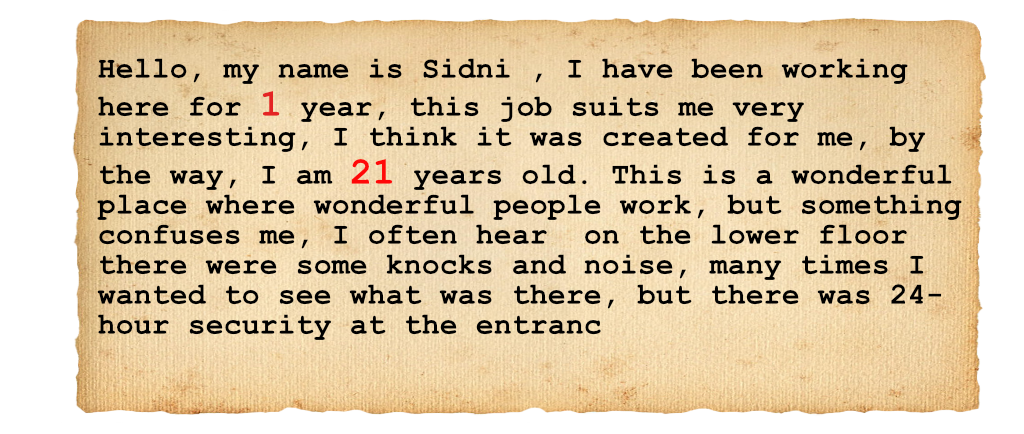 Hello, my name is Sidni , I have been working
here for 1 year, this job suits me very
interesting, I think it was created for me, by
the way, I am 21 years old. This is a wonderful
place where wonderful people work, but something
confuses me, I often hear  on the lower floor
there were some knocks and noise, many times I
wanted to see what was there, but there was 24-
hour security at the entranc